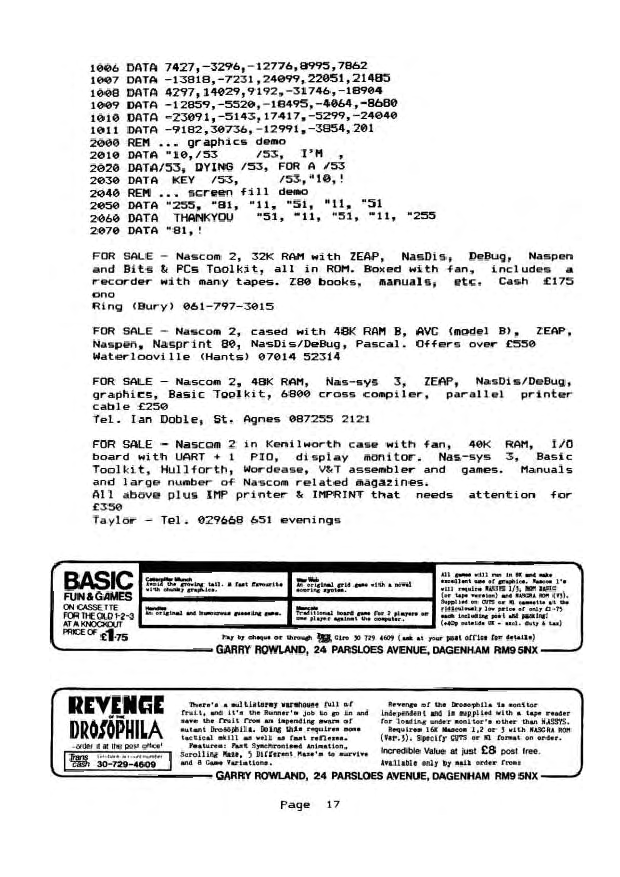 1006 DATA 7427,-3296,-12776,8995,7862
1007 DATA -13818,-7231,24099,22051,21485
1008 DATA 4297,14029,9192,-31746,-18904
1009 DATA -12859,-5520,-18495,-4064,-8680
1010 DATA -23091,-5143,17417,-5299,-24040
1011 DATA -9182,30736,-12991,-3854,201
2000 REM ... graphics demo
2010 DATA "10,/53 /53, I'M ,
2020 DATA/53, DYING /53, FOR A /53
2030 DATA KEY /53, /53,"10,!
2040 REM ... screen fill demo
2050 DATA "255, "81, "11, "51, "11, "51
2060 DATA THANKYOU "51, "11, "51, "11, "255
2070 DATA "81,!
FOR SALE - Nascom 2, 32K RAM with ZEAP, NasDis, DeBug, Naspen
and Bits & PCs Toolkit, all in ROM. Boxed with fan, includes a
recorder with many tapes. Z80 books, manuals, etc. Cash £175
ono
Ring (Bury) 061-797-3015
FOR SALE - Nascom 2, cased with 48K RAM B, AVC (model B), ZEAP,
Naspen, Nasprint 80, NasDis/DeBug, Pascal. Offers over £550
Waterlooville (Hants) 07014 52314
FOR SALE - Nascom 2, 48K RAM, Nas-sys 3, ZEAP, NasDis/DeBug,
graphics, Basic Toolkit, 6800 cross compiler, parallel printer
cable £250
Tel. Ian Doble, St. Agnes 087255 2121
FOR SALE - Nascom 2 in Kenilworth case with fan, 40K RAM, I/O
board with UART + 1 PIO, display monitor. Nas-sys 3, Basic
Toolkit, Hullforth, Wordease, V&T assembler and games. Manuals
and large number of Nascom related magazines.
All above plus IMP printer & IMPRINT that needs attention for
£350
Taylor - Tel. 029668 651 evenings
BASIC
FUN & GAMES
ON CASSETTE
FOR THE OLD 1-2-3
AT A KNOCKOUT
PRICE OF £1.75
Caterpillar Munch
Avoid the growing tail. A fast favourite
with chunky graphics.
War Web
An original grid game with a novel
scoring system.
Handles
An original and humorous guessing game.
Mancala
Traditional board game for 2 players or
one player against the computer.
All games will run in 8K and make
excellent use of graphics. Nascom 1's
will require NASSYS 1/3, ROM BASIC
(or tape version) and NASGRA ROM (V3).
Supplied on CUTS or N1 cassette at the
ridiculously low price of only £1-75
each including post and packing!
(+40p outside UK - excl. duty & tax)
Pay by cheque or through Giro 30 729 4609 (ask at your post office for details)
GARRY ROWLAND, 24 PARSLOES AVENUE, DAGENHAM RM9 5NX
REVENGE
OF THE
DROSOPHILA
-order it at the post office!
Trans
cash 30-729-4609
There's a multistorey warehouse full of
fruit, and it's the Runner's job to go in and
save the fruit from an impending swarm of
mutant Drosophila. Doing this requires some
tactical skill as well as fast reflexes.
Features: Fast Synchronised Animation,
Scrolling Maze, 5 Different Maze's to survive
and 8 Game Variations.
Revenge of the Drosophila is monitor
independent and is supplied with a tape reader
for loading under monitor's other than NASSYS.
Requires 16K Nascom 1,2 or 3 with NASGRA ROM
(Ver.3). Specify CUTS or N1 format on order.
Incredible Value at just £8 post free.
Available only by mail order from:
GARRY ROWLAND, 24 PARSLOES AVENUE, DAGENHAM RM9 5NX
Page 17